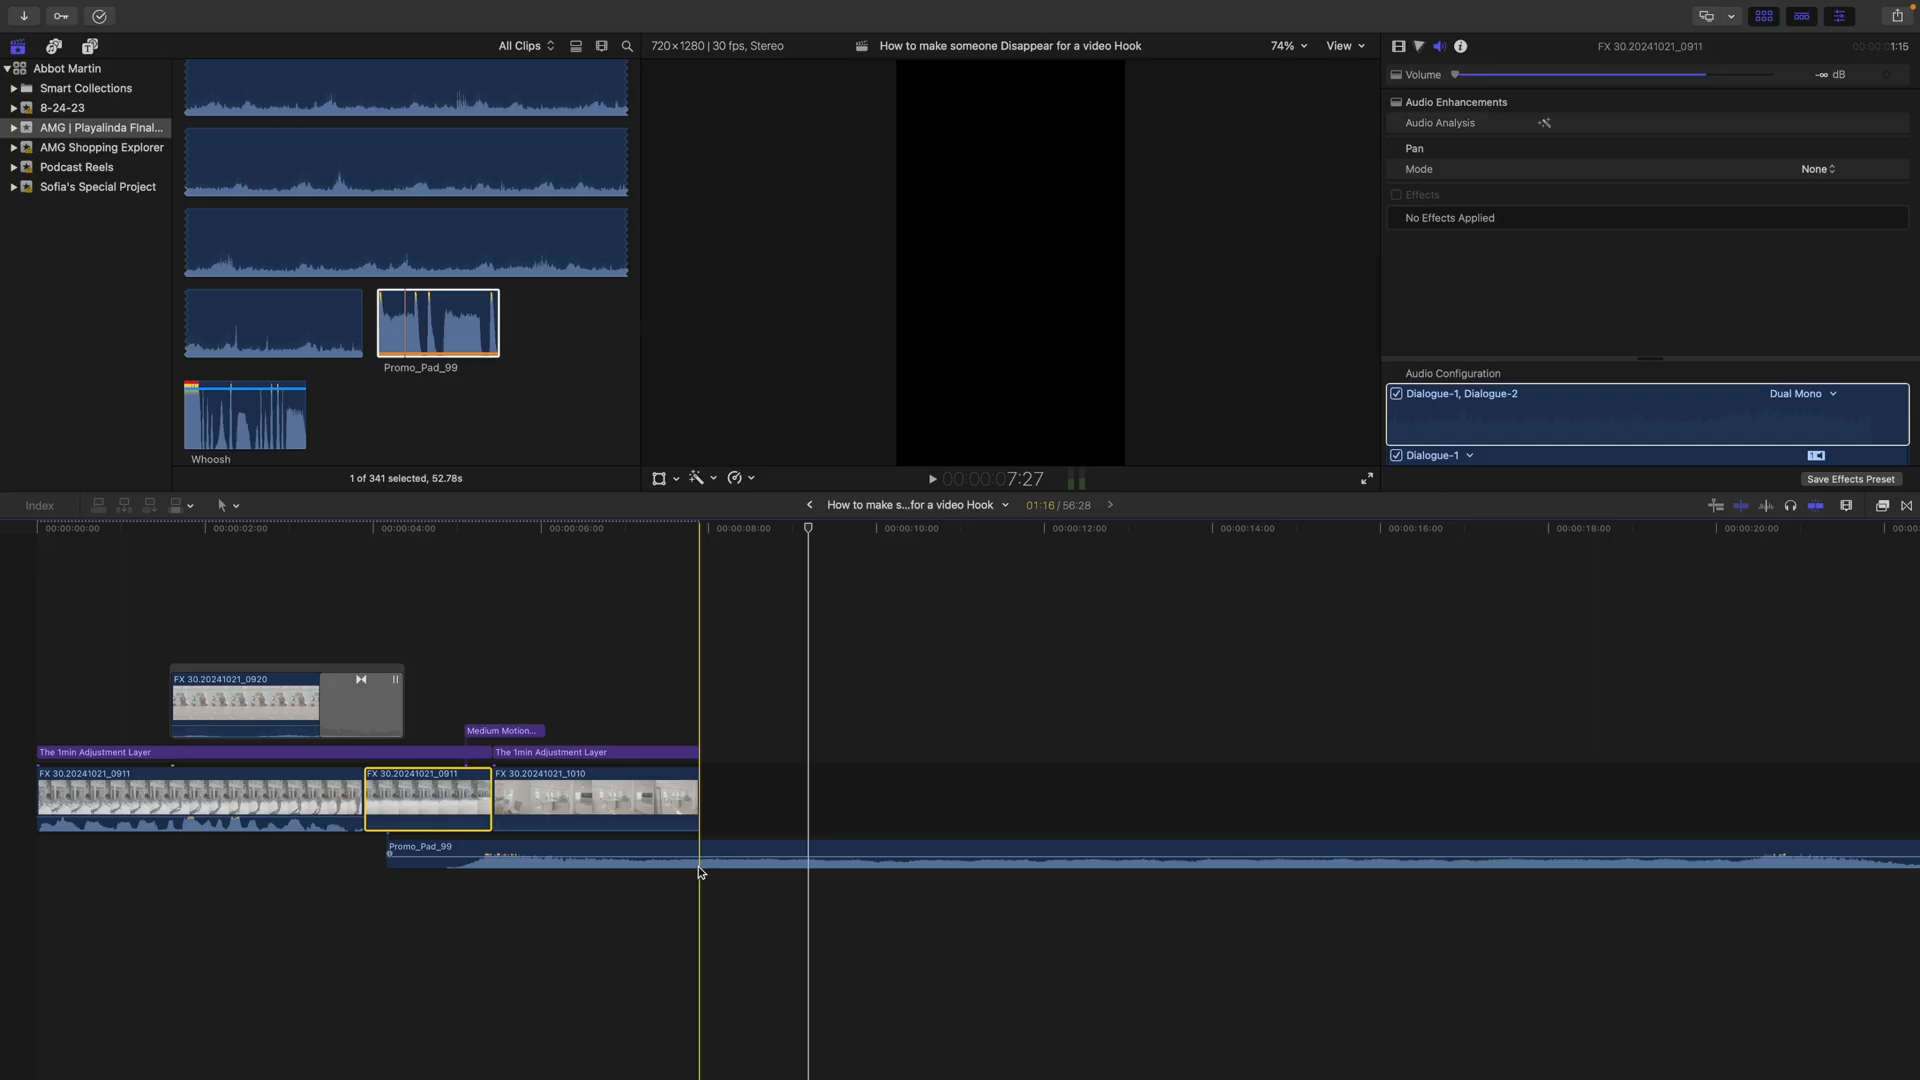 All Clips
720×1280 | 30 fps, Stereo
How to make someone Disappear for a video Hook
74%
View
FX 30.20241021_0911
00:00:01:15
Abbot Martin
Smart Collections
8-24-23
AMG | Playalinda FInal...
AMG Shopping Explorer
Podcast Reels
Sofia's Special Project
Promo_Pad_99
Whoosh
1 of 341 selected, 52.78s
00:00:07:27
Volume
-∞ dB
Audio Enhancements
Audio Analysis
Pan
Mode
None
Effects
No Effects Applied
Audio Configuration
Dialogue-1, Dialogue-2
Dual Mono
Dialogue-1
1
Save Effects Preset
Index
How to make s...for a video Hook
01:16 / 56:28
00:00:00:00
00:00:02:00
00:00:04:00
00:00:06:00
00:00:08:00
00:00:10:00
00:00:12:00
00:00:14:00
00:00:16:00
00:00:18:00
00:00:20:00
00:00
FX 30.20241021_0920
Medium Motion...
The 1min Adjustment Layer
The 1min Adjustment Layer
FX 30.20241021_0911
FX 30.20241021_0911
FX 30.20241021_1010
Promo_Pad_99